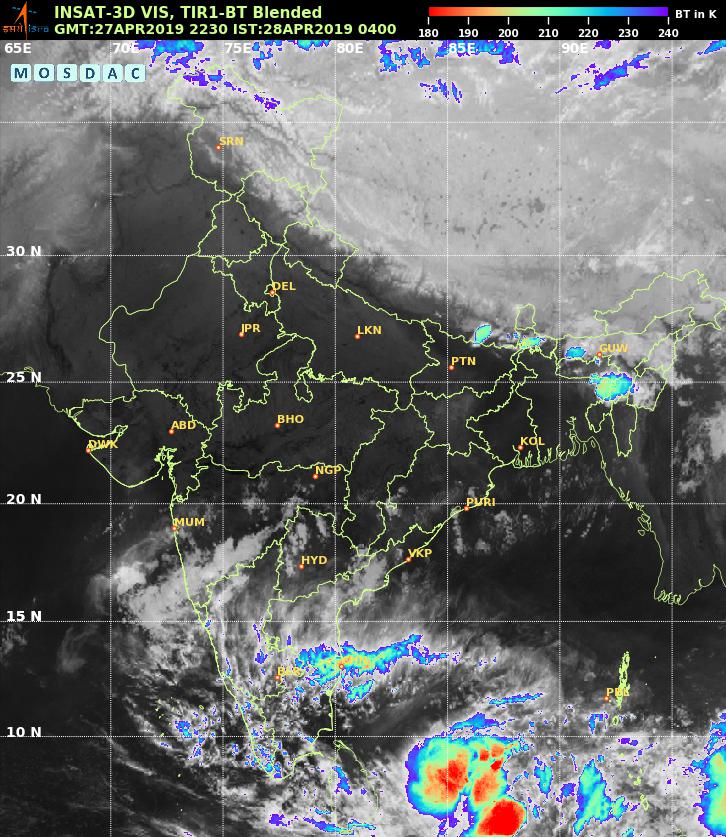 INSAT-3D VIS, TIR1-BT Blended
GMT:27APR2019 2230 IST:28APR2019 0400
BT in K
180 190 200 210 220 230 240
65E 70E 75E 80E 85E 90E
MOSDAC
SRN
30 N
DEL
JPR
LKN
GUW
PTN
25 N
ABD
BHO
DWK
KOL
NGP
20 N
PURI
MUM
VKP
HYD
15 N
PBL
10 N